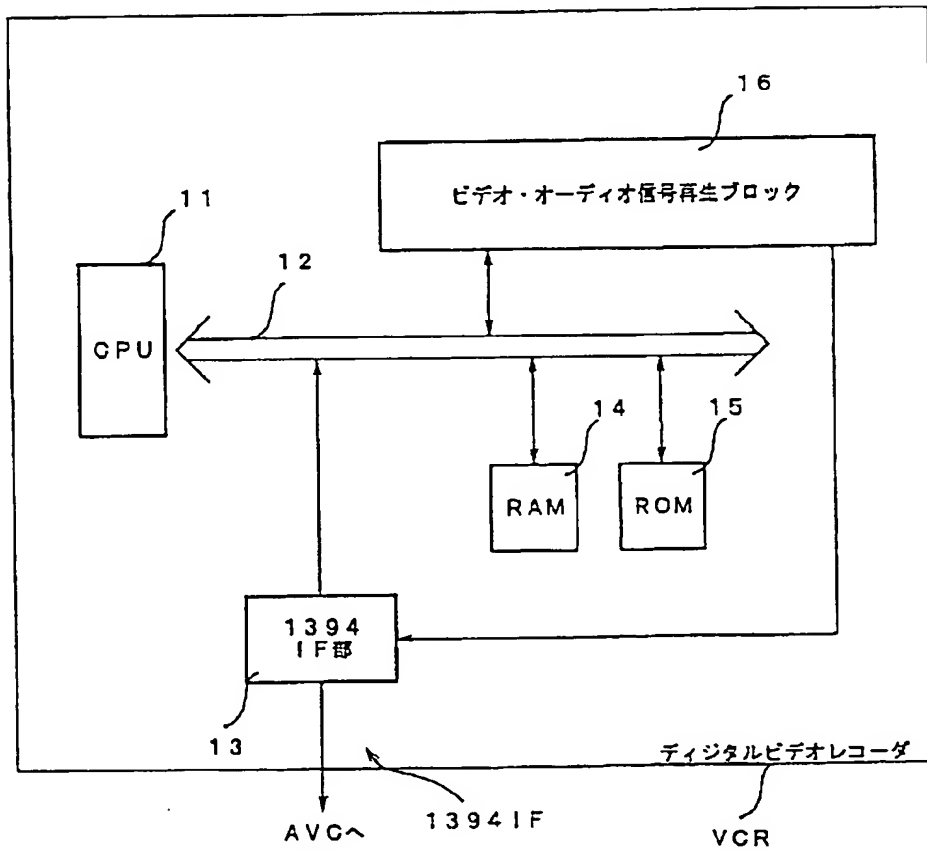 16
ビデオ・オーディオ信号再生ブロック
11
12
CPU
14
15
RAM
ROM
1394
IF部
13
ディジタルビデオレコーダ
1394IF
AVCへ
VCR